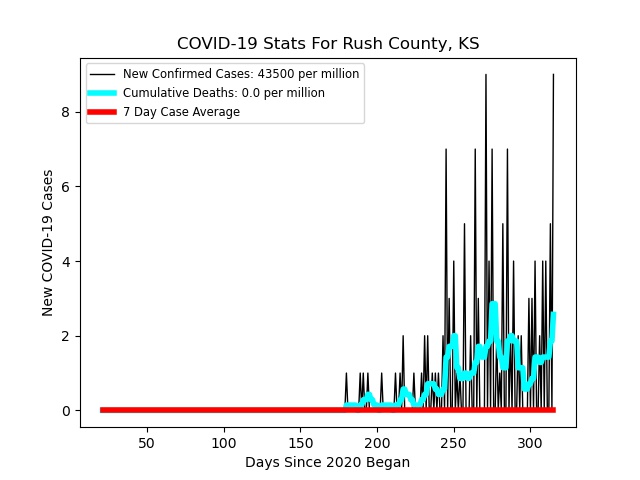 COVID-19 Stats For Rush County, KS
New Confirmed Cases: 43500 per million
Cumulative Deaths: 0.0 per million
7 Day Case Average
New COVID-19 Cases
8
6
4
2
0
50 100 150 200 250 300
Days Since 2020 Began